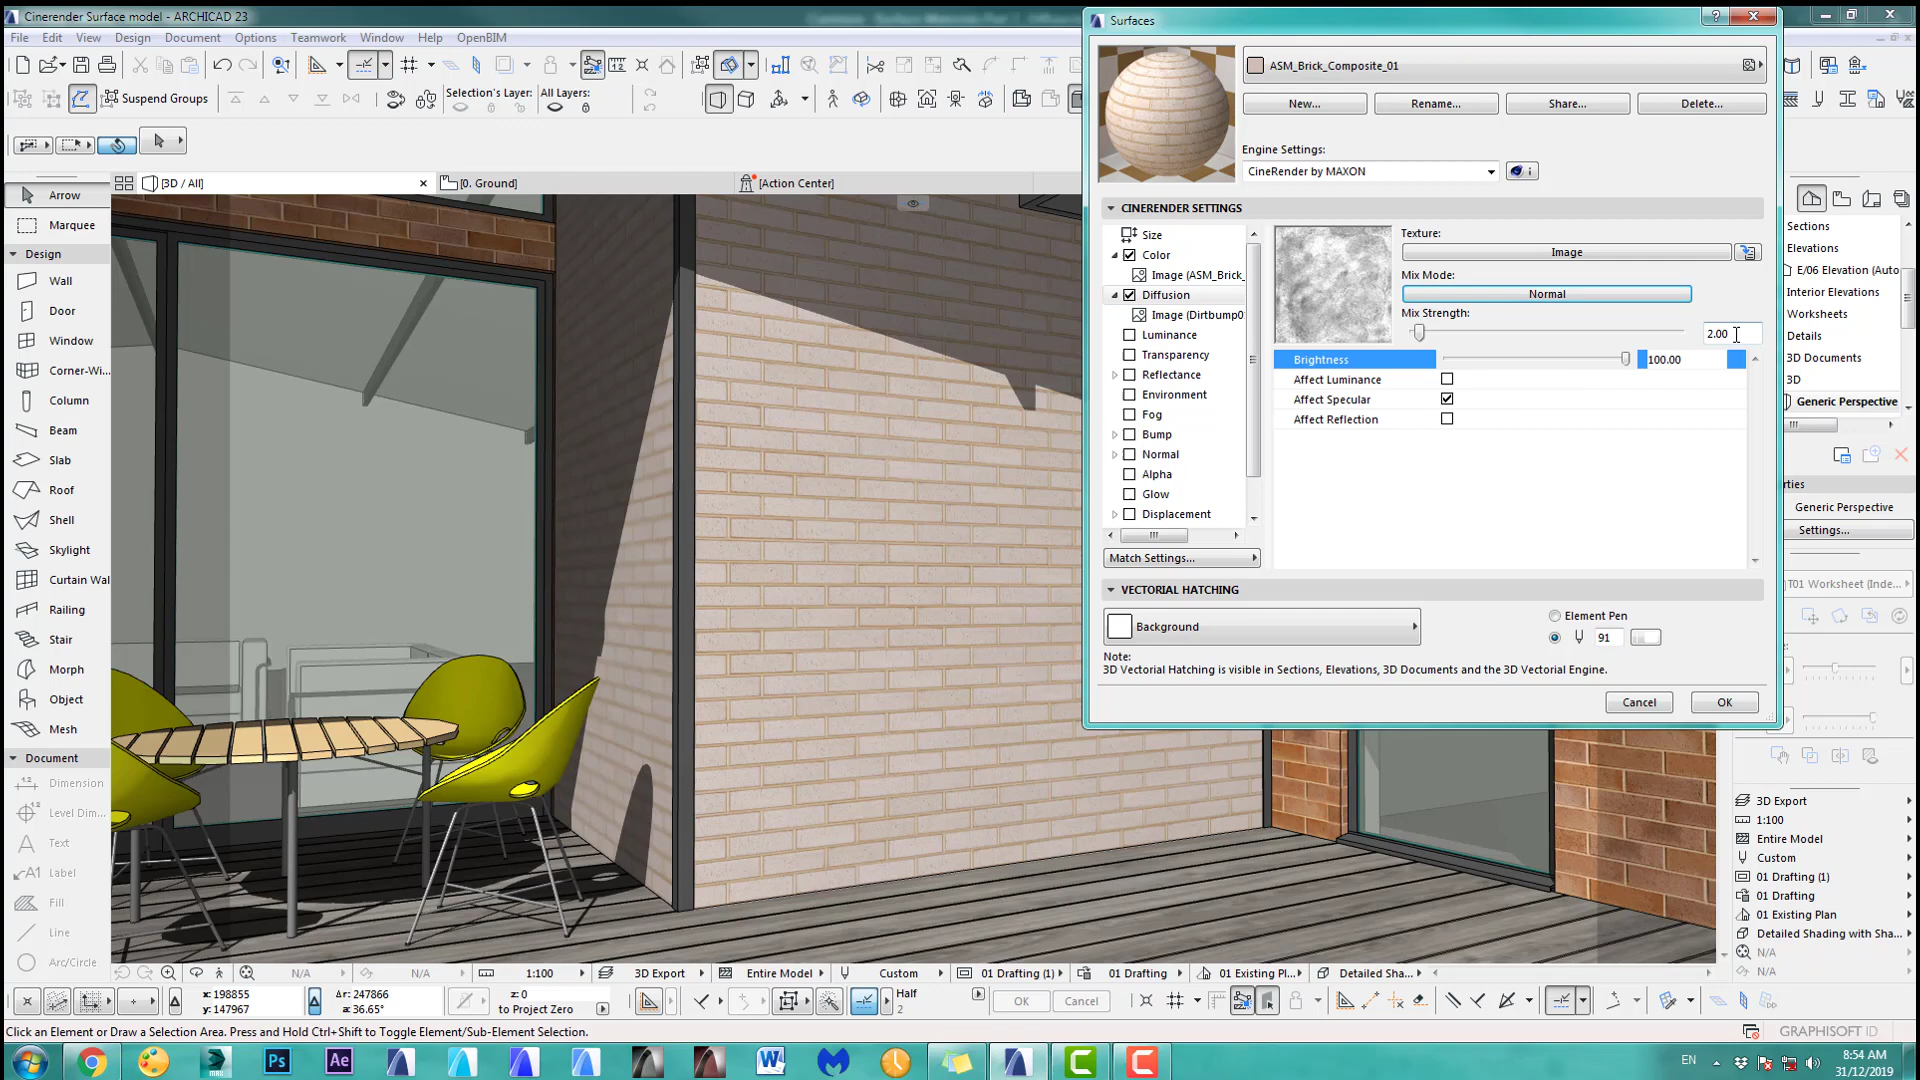 Cinerender Surface model - ARCHICAD 23
File Edit View Design Document Options Teamwork Window Help OpenBIM
Suspend Groups
Selection's Layer:
All Layers:
[3D / All]
[0. Ground]
[Action Center]
Arrow
Marquee
Design
Wall
Door
Window
Corner-Wi...
Column
Beam
Slab
Roof
Shell
Skylight
Curtain Wal
Railing
Stair
Morph
Object
Mesh
Document
Dimension
Level Dim...
Text
Label
Fill
Line
Arc/Circle
Surfaces
ASM_Brick_Composite_01
New...
Rename...
Share...
Delete...
Engine Settings:
CineRender by MAXON
CINERENDER SETTINGS
Size
Color
Image (ASM_Brick_
Diffusion
Image (Dirtbump0
Luminance
Transparency
Reflectance
Environment
Fog
Bump
Normal
Alpha
Glow
Displacement
Match Settings...
Texture:
Image
Mix Mode:
Normal
Mix Strength:
2.00
Brightness
100.00
Affect Luminance
Affect Specular
Affect Reflection
VECTORIAL HATCHING
Background
Element Pen
91
Note:
3D Vectorial Hatching is visible in Sections, Elevations, 3D Documents and the 3D Vectorial Engine.
Cancel
OK
Sections
Elevations
E/06 Elevation (Auto
Interior Elevations
Worksheets
Details
3D Documents
3D
Generic Perspective
rties
Generic Perspective
Settings...
T01 Worksheet (Inde...
3D Export
1:100
Entire Model
Custom
01 Drafting (1)
01 Drafting
01 Existing Plan
Detailed Shading with Sha...
N/A
N/A
N/A
N/A
1:100
3D Export
Entire Model
Custom
01 Drafting (1)
01 Drafting
01 Existing Pl...
Detailed Sha...
x: 198855
y: 147967
Δr: 247866
a: 36.65°
z: 0
to Project Zero
Half
2
OK
Cancel
Click an Element or Draw a Selection Area. Press and Hold Ctrl+Shift to Toggle Element/Sub-Element Selection.
GRAPHISOFT ID
EN
8:54 AM
31/12/2019